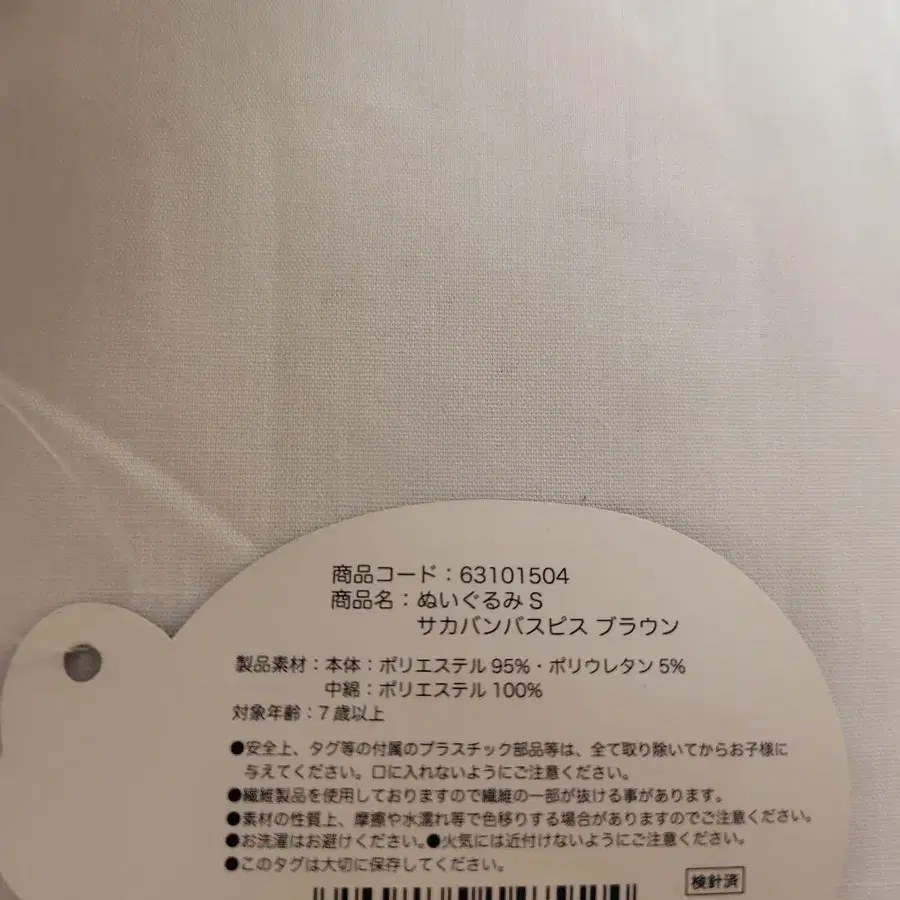 商品コード：63101504
商品名：ぬいぐるみ S
サカバンバスピス ブラウン
製品素材：本体：ポリエステル 95%・ポリウレタン 5%
中綿：ポリエステル 100%
対象年齢：7 歳以上
●安全上、タグ等の付属のプラスチック部品等は、全て取り除いてからお子様に
与えてください。口に入れないようにご注意ください。
●繊維製品を使用しておりますので繊維の一部が抜ける事があります。
●素材の性質上、摩擦や水濡れ等で色移りする場合がありますのでご注意ください。
●お洗濯はお避けください。●火気には近付けないようにご注意ください。
●このタグは大切に保存してください。
検針済